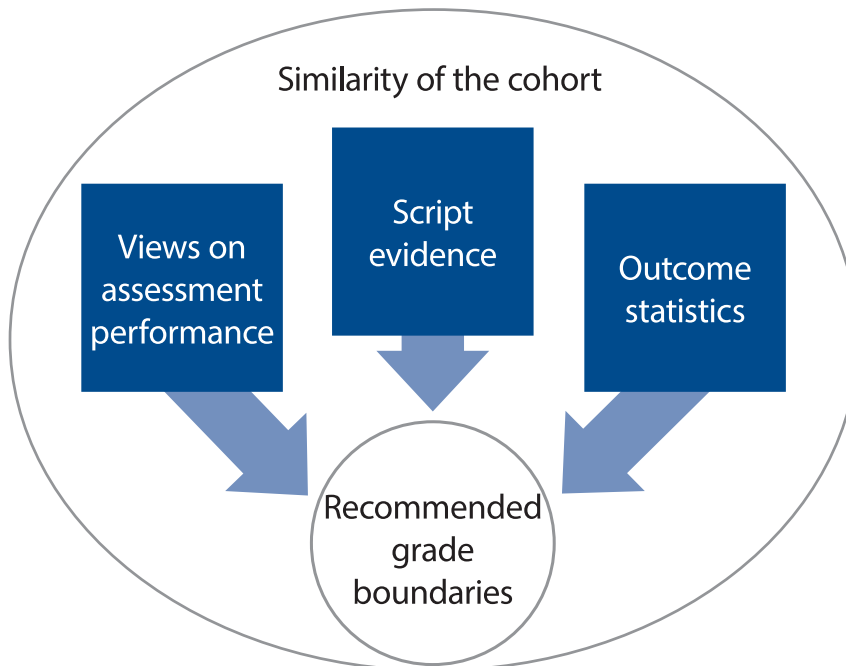 Similarity of the cohort
Views on
assessment
performance
Script
evidence
Outcome
statistics
Recommended
grade
boundaries